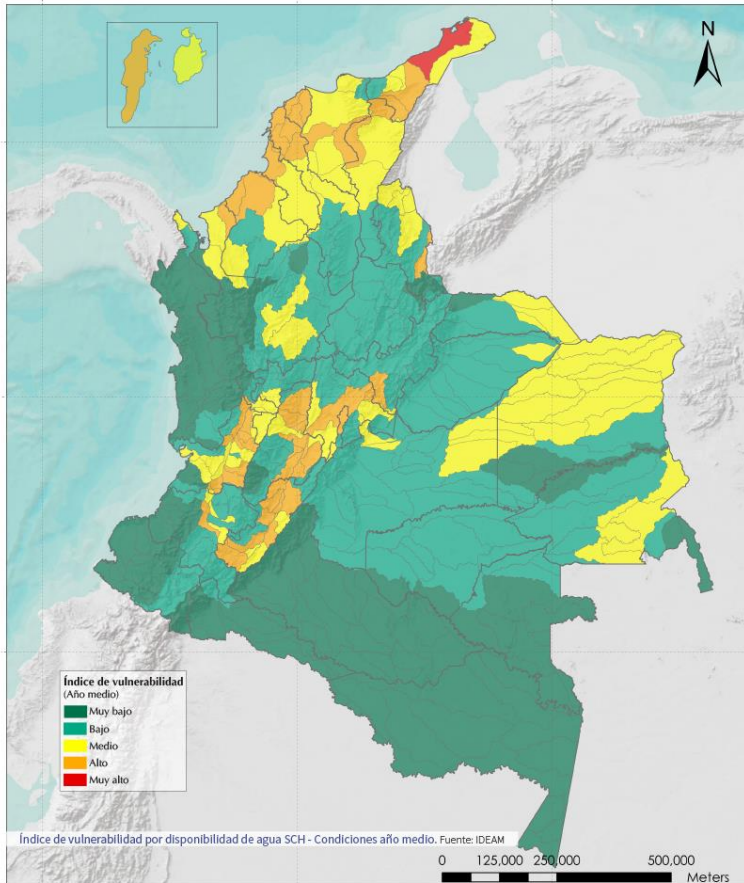 N
Índice de vulnerabilidad
(Año medio)
Muy bajo
Bajo
Medio
Alto
Muy alto
Índice de vulnerabilidad por disponibilidad de agua SCH - Condiciones año medio. Fuente: IDEAM
0 125,000 250,000 500,000
Meters